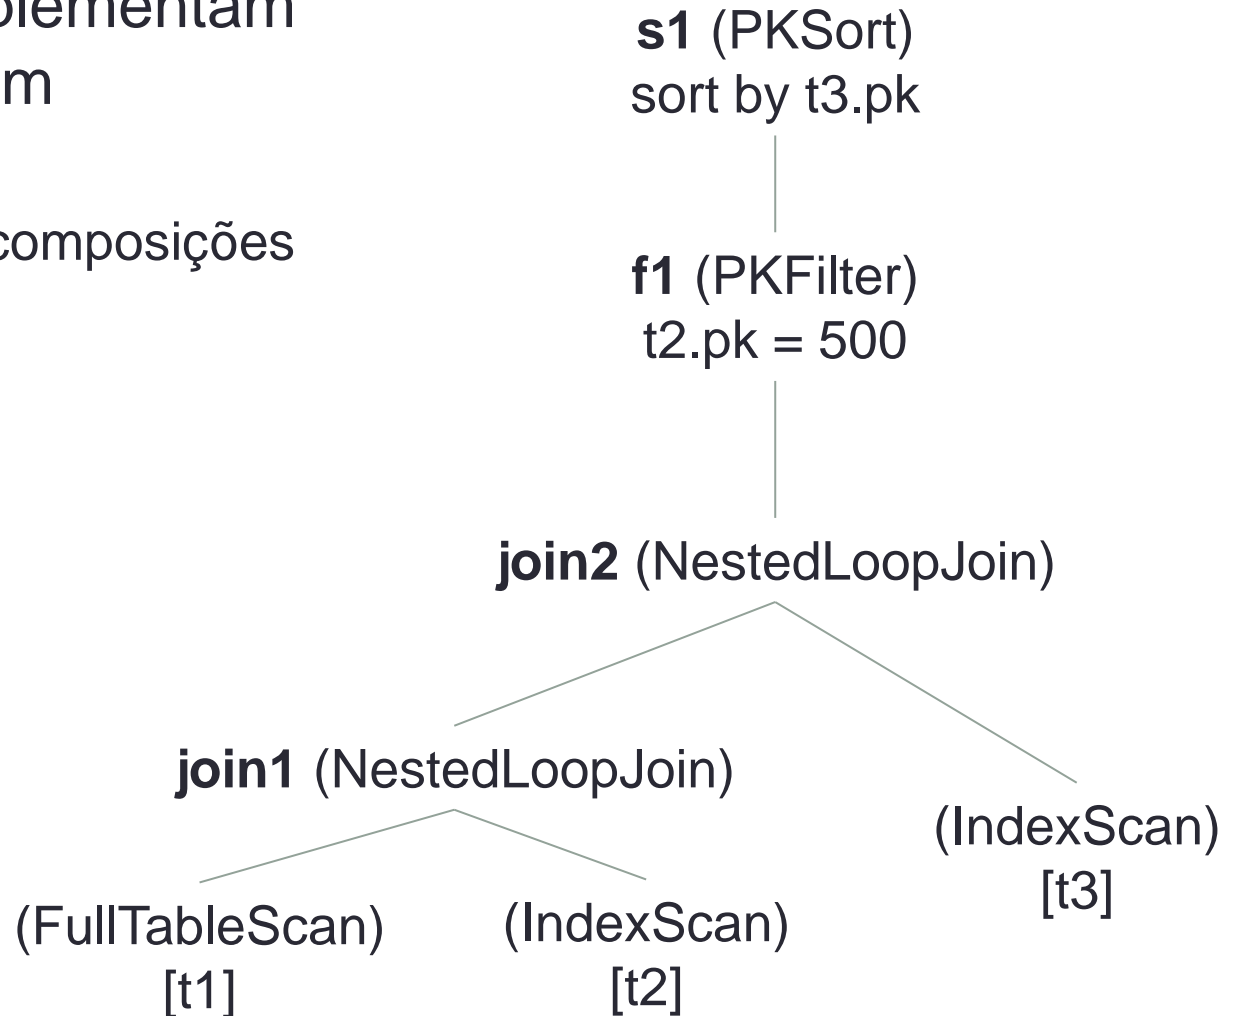 m
composições
s1 (PKSort)
sort by t3.pk
f1 (PKFilter)
t2.pk = 500
join2 (NestedLoopJoin)
join1 (NestedLoopJoin)
(IndexScan)
[t3]
(FullTableScan)
[t1]
(IndexScan)
[t2]